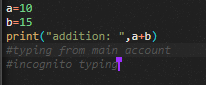 a=10
b=15
print("addition: ",a+b)
#typing from main account
#incognito typing